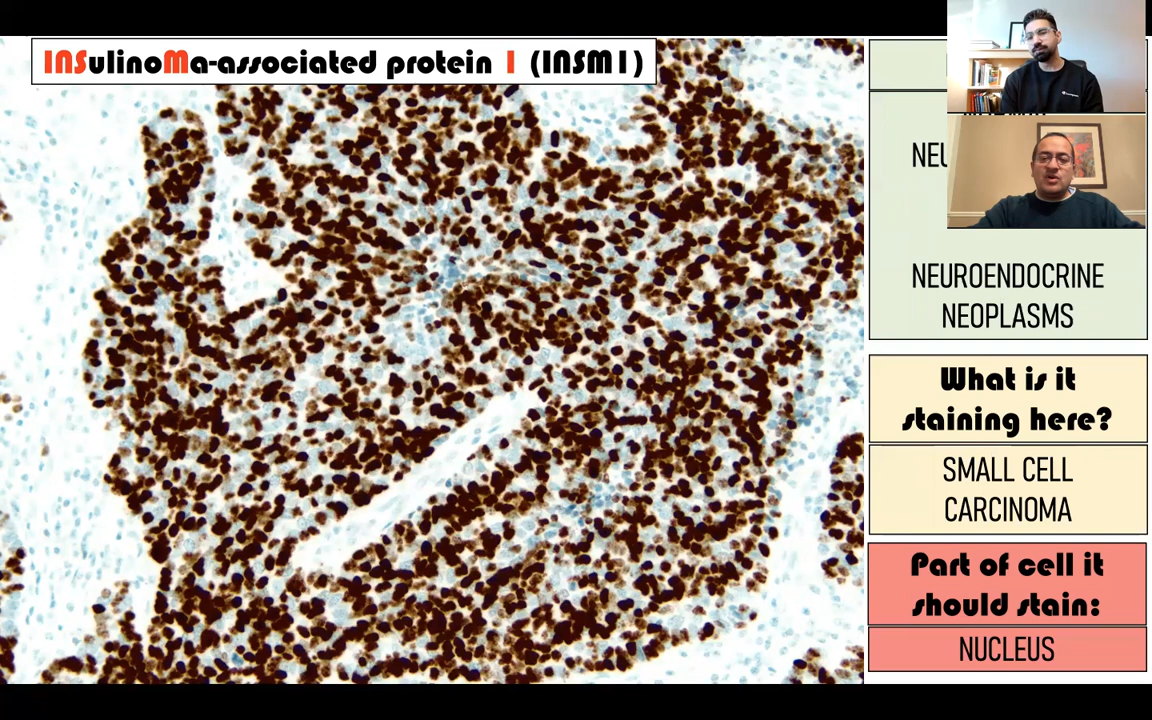 INSulinoMa-associated protein 1 (INSM1)
NEUROENDOCRINE
NEOPLASMS
What is it
staining here?
SMALL CELL
CARCINOMA
Part of cell it
should stain:
NUCLEUS